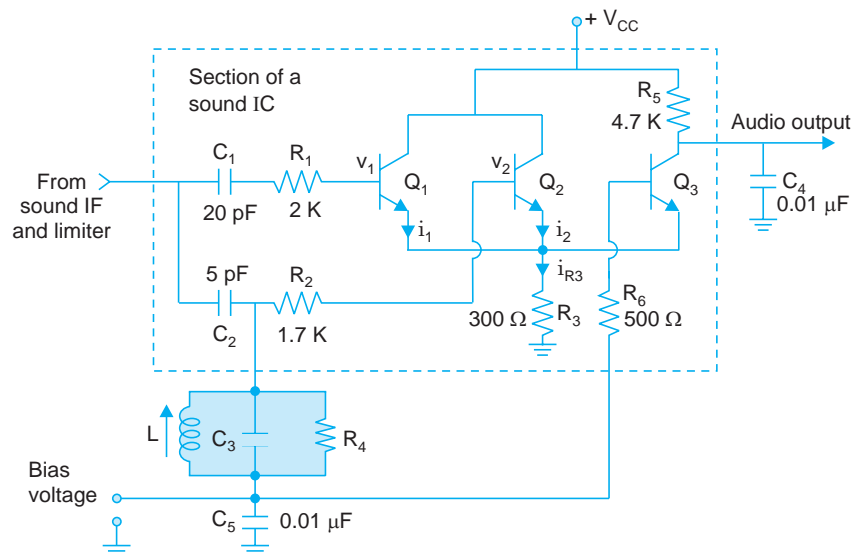 + V_CC
Section of a
sound IC
R5
4.7 K
Audio output
C1
R1
v1
v2
Q1
Q2
Q3
C4
0.01 μF
From
sound IF
and limiter
20 pF
2 K
i1
i2
5 pF
R2
iR3
R6
C2
1.7 K
300 Ω
R3
500 Ω
L
C3
R4
Bias
voltage
C5
0.01 μF